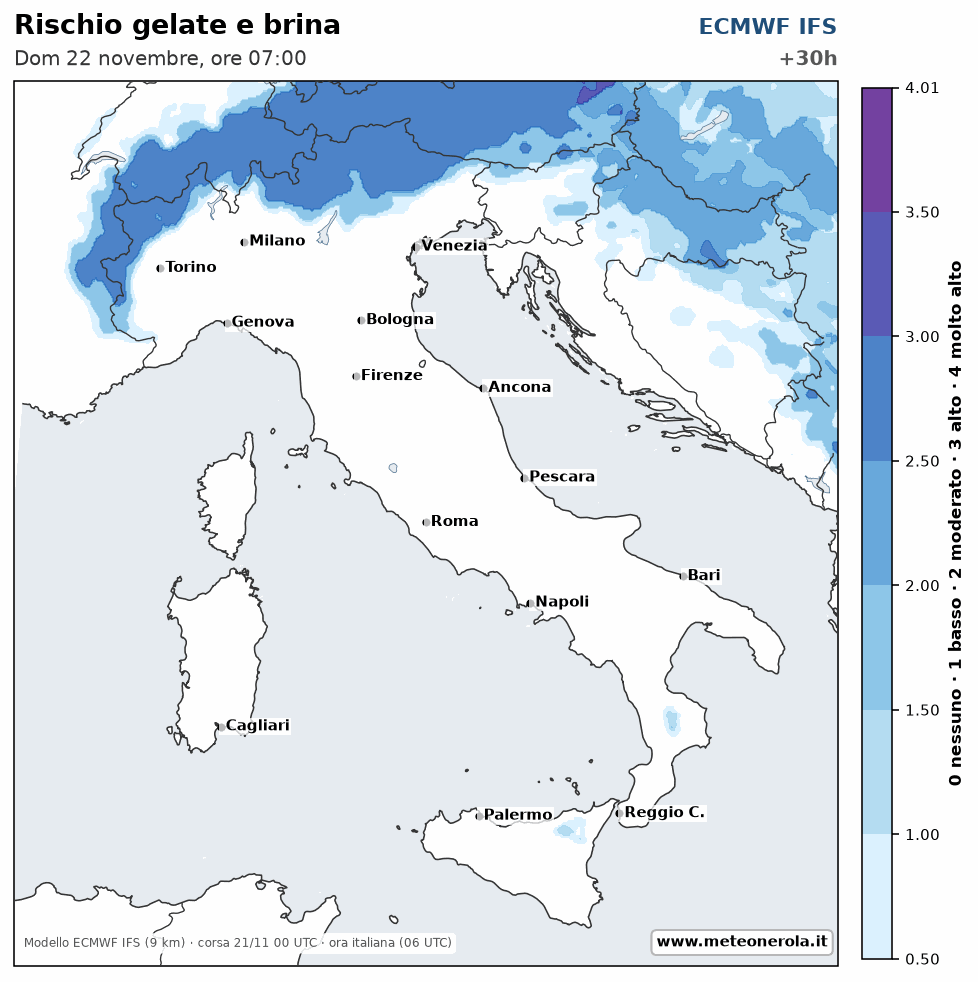 Rischio gelate e brina
ECMWF IFS
Dom 22 novembre, ore 07:00
+30h
Milano
Venezia
Torino
Genova
Bologna
Firenze
Ancona
Pescara
Roma
Bari
Napoli
Cagliari
Palermo
Reggio C.
Modello ECMWF IFS (9 km) · corsa 21/11 00 UTC · ora italiana (06 UTC)
www.meteonerola.it
4.01
3.50
3.00
2.50
2.00
1.50
1.00
0.50
0 nessuno · 1 basso · 2 moderato · 3 alto · 4 molto alto